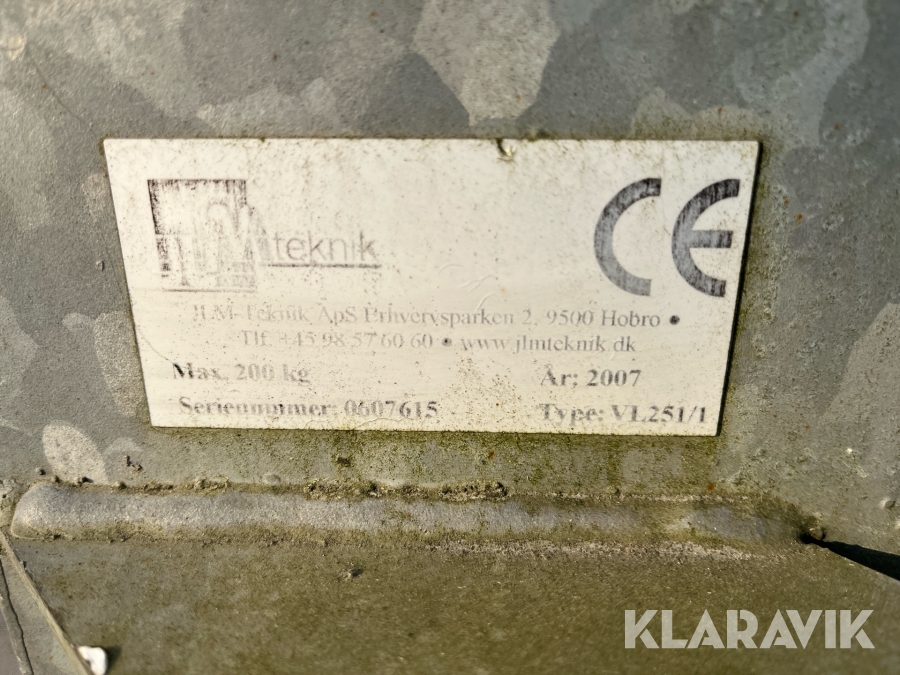 JLM teknik
CE
JLM-Teknik ApS Erhvervsparken 2, 9500 Hobro •
Tlf. +45 98 57 60 60 • www.jlmteknik.dk
Max. 200 kg År; 2007
Serienummer: 0607615 Type: VL251/1
KLARAVIK